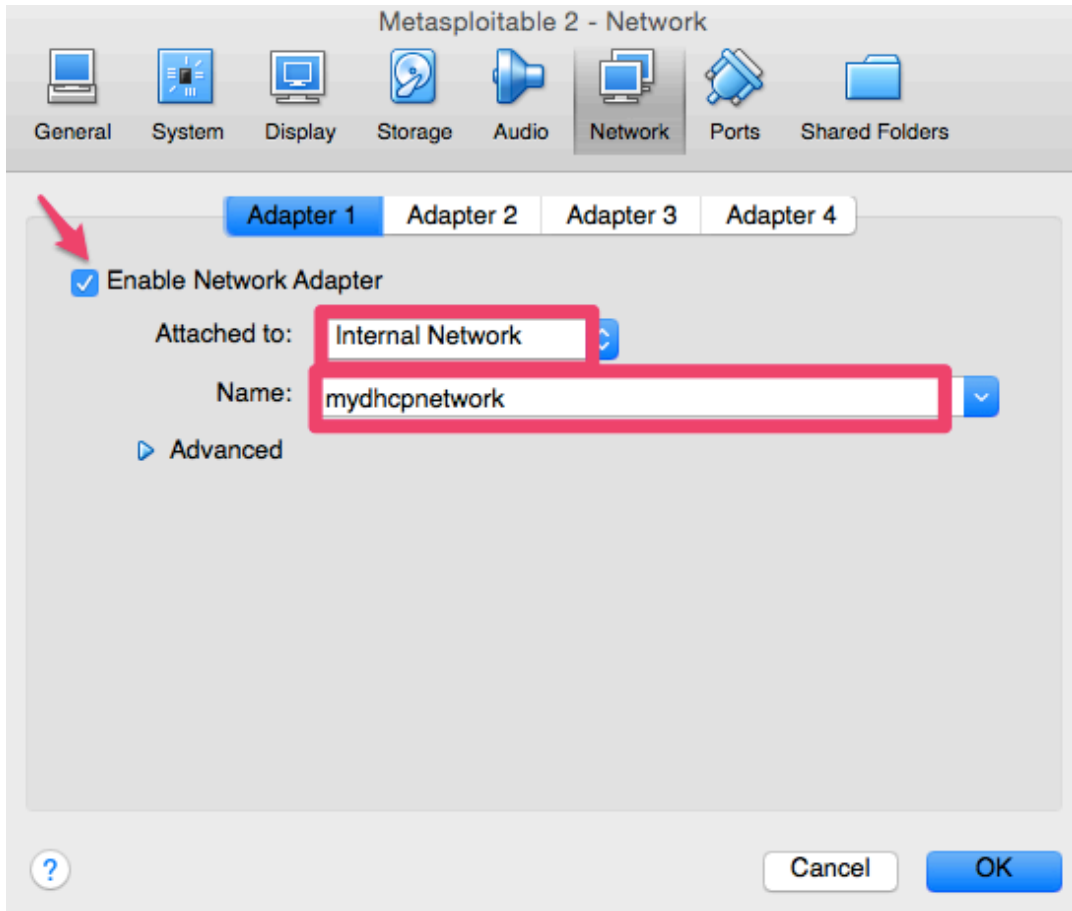 Metasploitable 2 - Network
General System Display Storage Audio Network Ports Shared Folders
Adapter 1 Adapter 2 Adapter 3 Adapter 4
Enable Network Adapter
Attached to: Internal Network
Name: mydhcpnetwork
Advanced
? Cancel OK